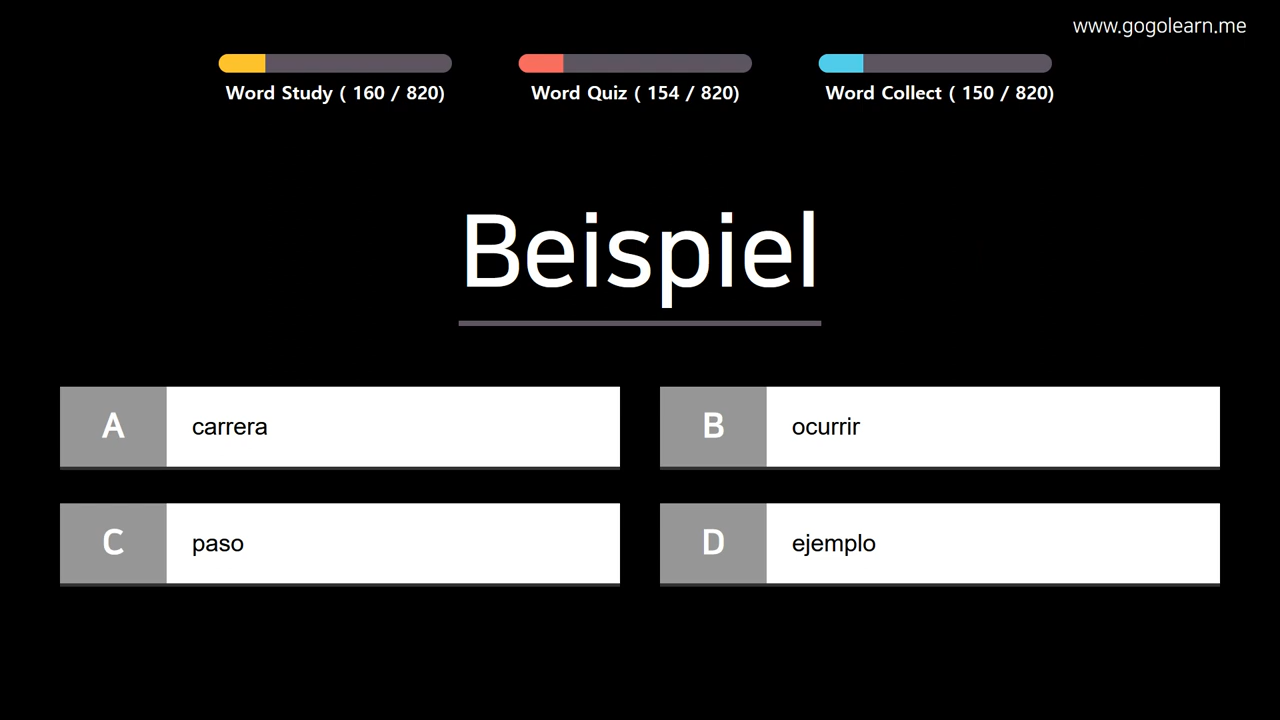 www.gogolearn.me
Word Study ( 160 / 820)
Word Quiz ( 154 / 820)
Word Collect ( 150 / 820)
Beispiel
A carrera
B ocurrir
C paso
D ejemplo